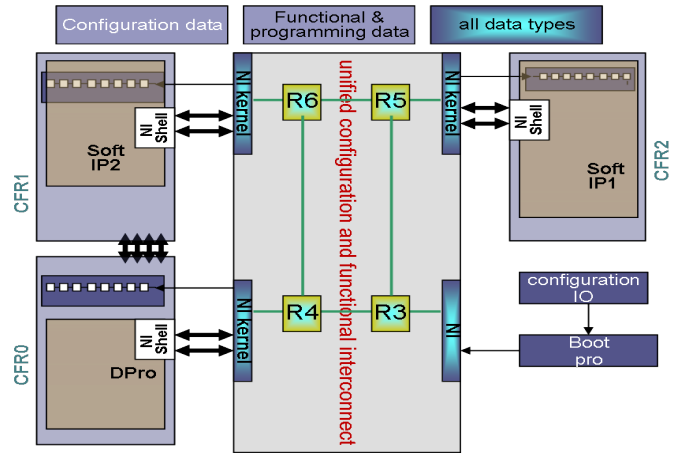 Configuration data
Functional &
programming data
all data types
CFR1
NI
Shell
Soft
IP2
NI kernel
R6
R5
unified configuration and functional interconnect
NI kernel
NI
Shell
Soft
IP1
CFR2
CFR0
NI
Shell
DPro
NI kernel
R4
R3
NI
configuration
IO
Boot
pro